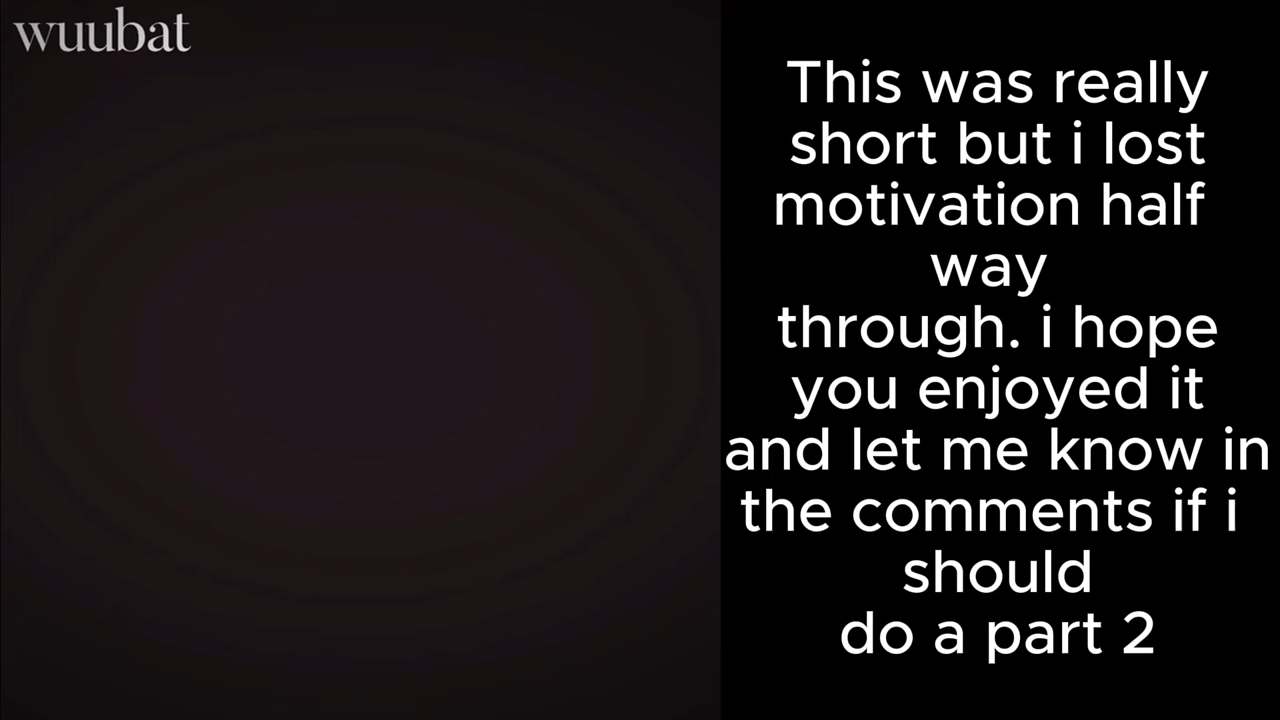 wuubat
This was really
short but i lost
motivation half
way
through. i hope
you enjoyed it
and let me know in
the comments if i
should
do a part 2